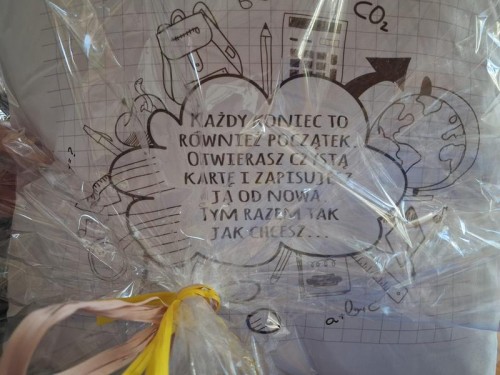 CO2
KAŻDY KONIEC TO
RÓWNIEŻ POCZĄTEK.
OTWIERASZ CZYSTĄ
KARTĘ I ZAPISUJESZ
JĄ OD NOWA.
TYM RAZEM TAK
JAK CHCESZ...